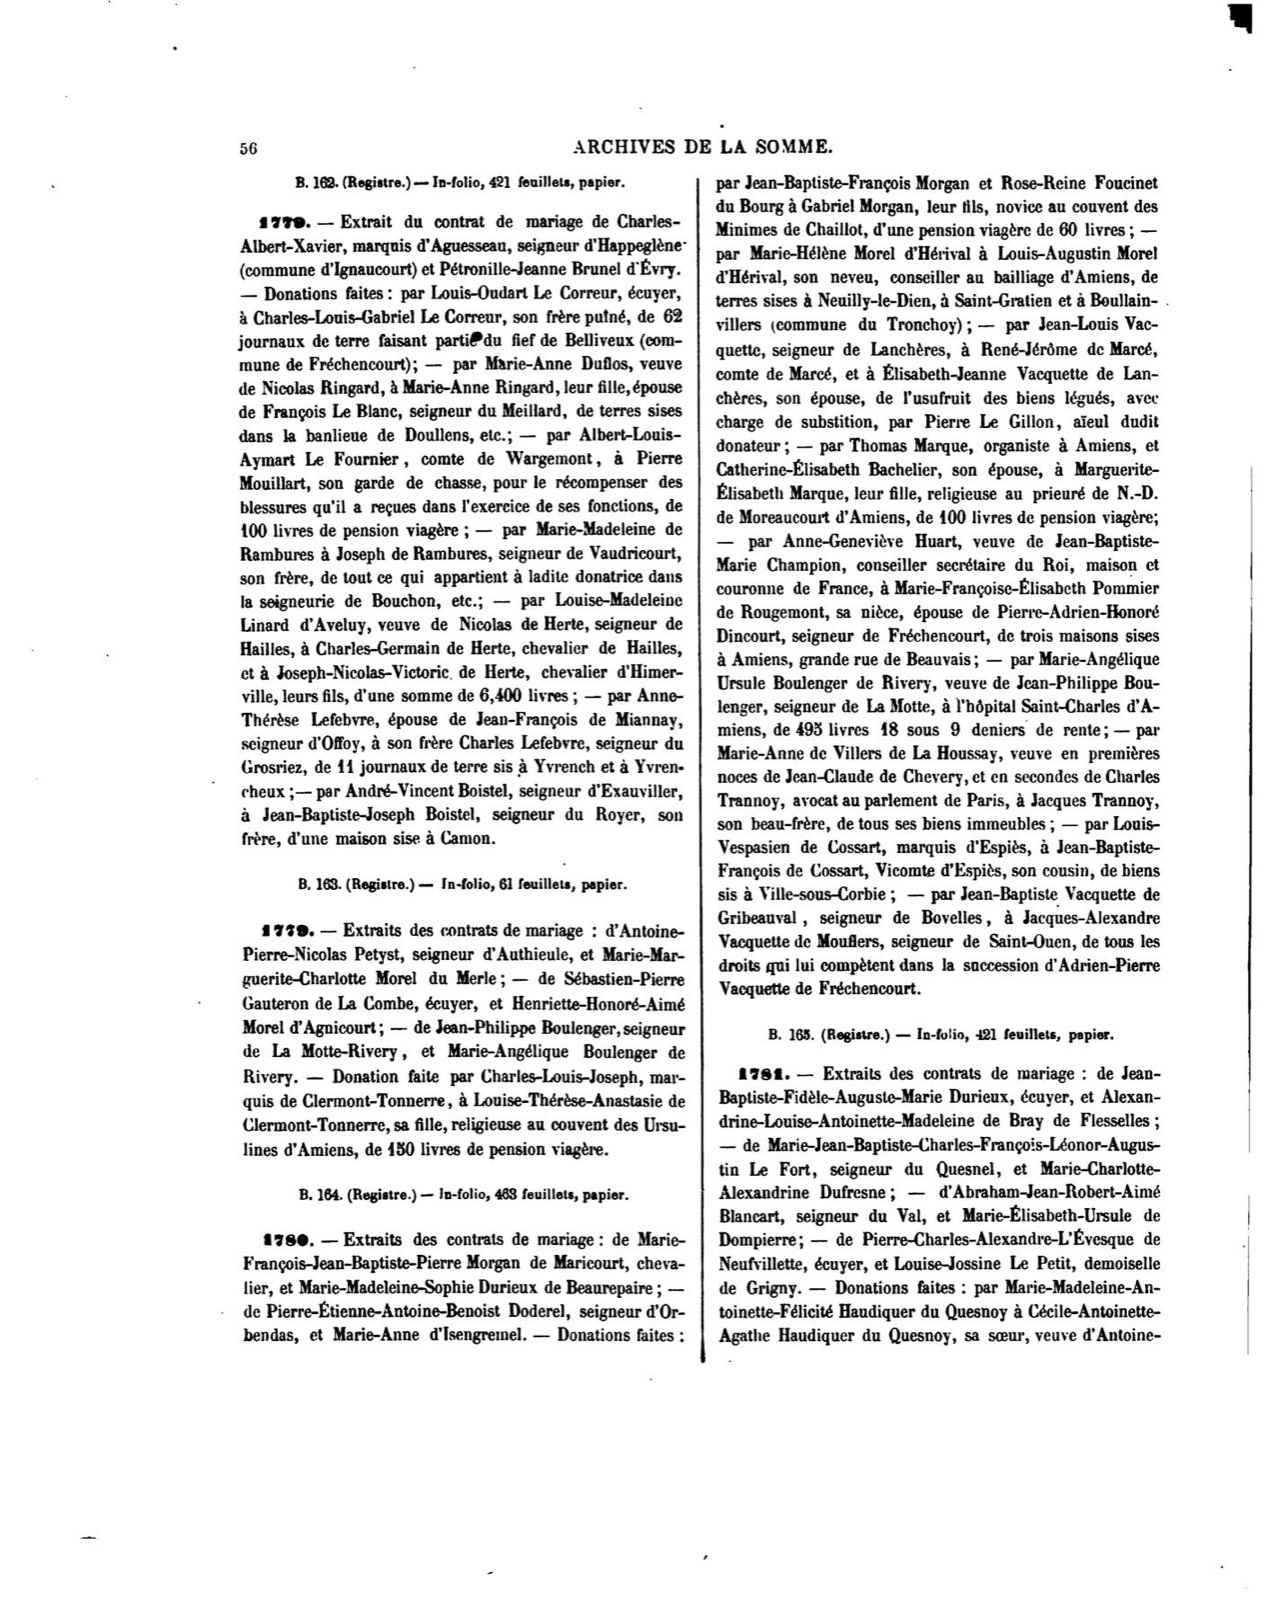 56
ARCHIVES DE LA SOMME.
B. 162. (Registre.) — In-folio, 421 feuillets, papier.
1779. — Extrait du contrat de mariage de Charles-
Albert-Xavier, marquis d'Aguesseau, seigneur d'Happeglène
(commune d'Ignaucourt) et Pétronille-Jeanne Brunel d'Évry.
— Donations faites : par Louis-Oudart Le Correur, écuyer,
à Charles-Louis-Gabriel Le Correur, son frère puîné, de 62
journaux de terre faisant partie du fief de Belliveux (com-
mune de Fréchencourt); — par Marie-Anne Duflos, veuve
de Nicolas Ringard, à Marie-Anne Ringard, leur fille, épouse
de François Le Blanc, seigneur du Meillard, de terres sises
dans la banlieue de Doullens, etc.; — par Albert-Louis-
Aymart Le Fournier, comte de Wargemont, à Pierre
Mouillart, son garde de chasse, pour le récompenser des
blessures qu'il a reçues dans l'exercice de ses fonctions, de
100 livres de pension viagère ; — par Marie-Madeleine de
Rambures à Joseph de Rambures, seigneur de Vaudricourt,
son frère, de tout ce qui appartient à ladite donatrice dans
la seigneurie de Bouchon, etc.; — par Louise-Madeleine
Linard d'Aveluy, veuve de Nicolas de Herte, seigneur de
Hailles, à Charles-Germain de Herte, chevalier de Hailles,
et à Joseph-Nicolas-Victoric de Herte, chevalier d'Himer-
ville, leurs fils, d'une somme de 6,400 livres ; — par Anne-
Thérèse Lefebvre, épouse de Jean-François de Miannay,
seigneur d'Offoy, à son frère Charles Lefebvre, seigneur du
Grosriez, de 11 journaux de terre sis à Yvrench et à Yvren-
cheux ; — par André-Vincent Boistel, seigneur d'Exauviller,
à Jean-Baptiste-Joseph Boistel, seigneur du Royer, son
frère, d'une maison sise à Camon.
B. 163. (Registre.) — In-folio, 61 feuillets, papier.
1779. — Extraits des contrats de mariage : d'Antoine-
Pierre-Nicolas Petyst, seigneur d'Authieule, et Marie-Mar-
guerite-Charlotte Morel du Merle ; — de Sébastien-Pierre
Gauteron de La Combe, écuyer, et Henriette-Honoré-Aimé
Morel d'Agnicourt ; — de Jean-Philippe Boulenger, seigneur
de La Motte-Rivery, et Marie-Angélique Boulenger de
Rivery. — Donation faite par Charles-Louis-Joseph, mar-
quis de Clermont-Tonnerre, à Louise-Thérèse-Anastasie de
Clermont-Tonnerre, sa fille, religieuse au couvent des Ursu-
lines d'Amiens, de 150 livres de pension viagère.
B. 164. (Registre.) — In-folio, 463 feuillets, papier.
1780. — Extraits des contrats de mariage : de Marie-
François-Jean-Baptiste-Pierre Morgan de Maricourt, cheva-
lier, et Marie-Madeleine-Sophie Durieux de Beaurepaire ; —
de Pierre-Étienne-Antoine-Benoist Doderel, seigneur d'Or-
bendas, et Marie-Anne d'Isengremel. — Donations faites :
par Jean-Baptiste-François Morgan et Rose-Reine Foucinet
du Bourg à Gabriel Morgan, leur fils, novice au couvent des
Minimes de Chaillot, d'une pension viagère de 60 livres ; —
par Marie-Hélène Morel d'Hérival à Louis-Augustin Morel
d'Hérival, son neveu, conseiller au bailliage d'Amiens, de
terres sises à Neuilly-le-Dien, à Saint-Gratien et à Boullain-
villers (commune du Tronchoy) ; — par Jean-Louis Vac-
quette, seigneur de Lanchères, à René-Jérôme de Marcé,
comte de Marcé, et à Élisabeth-Jeanne Vacquette de Lan-
chères, son épouse, de l'usufruit des biens légués, avec
charge de substition, par Pierre Le Gillon, aïeul dudit
donateur ; — par Thomas Marque, organiste à Amiens, et
Catherine-Élisabeth Bachelier, son épouse, à Marguerite-
Élisabeth Marque, leur fille, religieuse au prieuré de N.-D.
de Moreaucourt d'Amiens, de 100 livres de pension viagère;
— par Anne-Geneviève Huart, veuve de Jean-Baptiste-
Marie Champion, conseiller secrétaire du Roi, maison et
couronne de France, à Marie-Françoise-Élisabeth Pommier
de Rougemont, sa nièce, épouse de Pierre-Adrien-Honoré
Dincourt, seigneur de Fréchencourt, de trois maisons sises
à Amiens, grande rue de Beauvais ; — par Marie-Angélique
Ursule Boulenger de Rivery, veuve de Jean-Philippe Bou-
lenger, seigneur de La Motte, à l'hôpital Saint-Charles d'A-
miens, de 495 livres 18 sous 9 deniers de rente ; — par
Marie-Anne de Villers de La Houssay, veuve en premières
noces de Jean-Claude de Chevery, et en secondes de Charles
Trannoy, avocat au parlement de Paris, à Jacques Trannoy,
son beau-frère, de tous ses biens immeubles ; — par Louis-
Vespasien de Cossart, marquis d'Espiès, à Jean-Baptiste-
François de Cossart, Vicomte d'Espiès, son cousin, de biens
sis à Ville-sous-Corbie ; — par Jean-Baptiste Vacquette de
Gribeauval, seigneur de Bovelles, à Jacques-Alexandre
Vacquette de Mouflers, seigneur de Saint-Ouen, de tous les
droits qui lui compètent dans la succession d'Adrien-Pierre
Vacquette de Fréchencourt.
B. 165. (Registre.) — In-folio, 421 feuillets, papier.
1781. — Extraits des contrats de mariage : de Jean-
Baptiste-Fidèle-Auguste-Marie Durieux, écuyer, et Alexan-
drine-Louise-Antoinette-Madeleine de Bray de Flesselles ;
— de Marie-Jean-Baptiste-Charles-François-Léonor-Augus-
tin Le Fort, seigneur du Quesnel, et Marie-Charlotte-
Alexandrine Dufresne ; — d'Abraham-Jean-Robert-Aimé
Blancart, seigneur du Val, et Marie-Élisabeth-Ursule de
Dompierre ; — de Pierre-Charles-Alexandre-L'Évesque de
Neufvillette, écuyer, et Louise-Jossine Le Petit, demoiselle
de Grigny. — Donations faites : par Marie-Madeleine-An-
toinette-Félicité Haudiquer du Quesnoy à Cécile-Antoinette-
Agathe Haudiquer du Quesnoy, sa sœur, veuve d'Antoine-